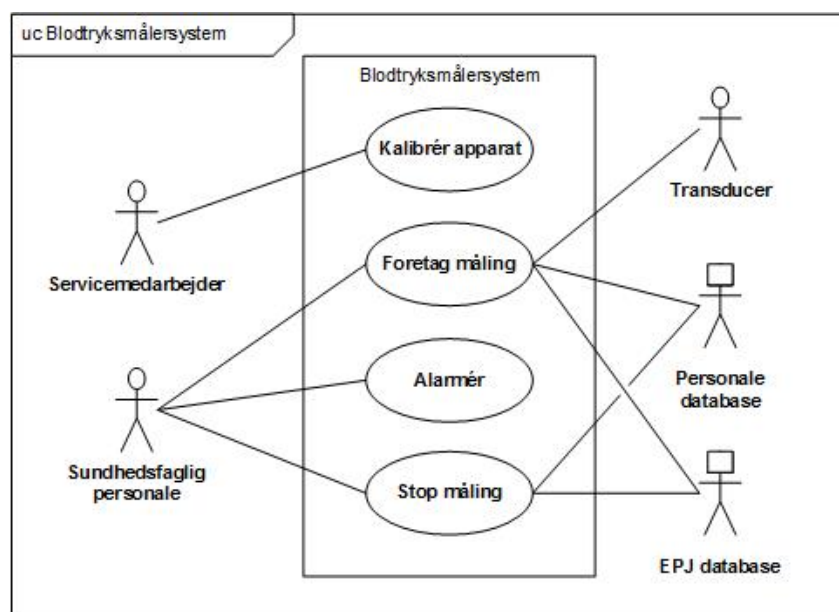 uc Blodtryksmålersystem
Blodtryksmålersystem
Kalibrér apparat
Transducer
Servicemedarbejder
Foretag måling
Personale
database
Alarmér
Sundhedsfaglig
personale
Stop måling
EPJ database